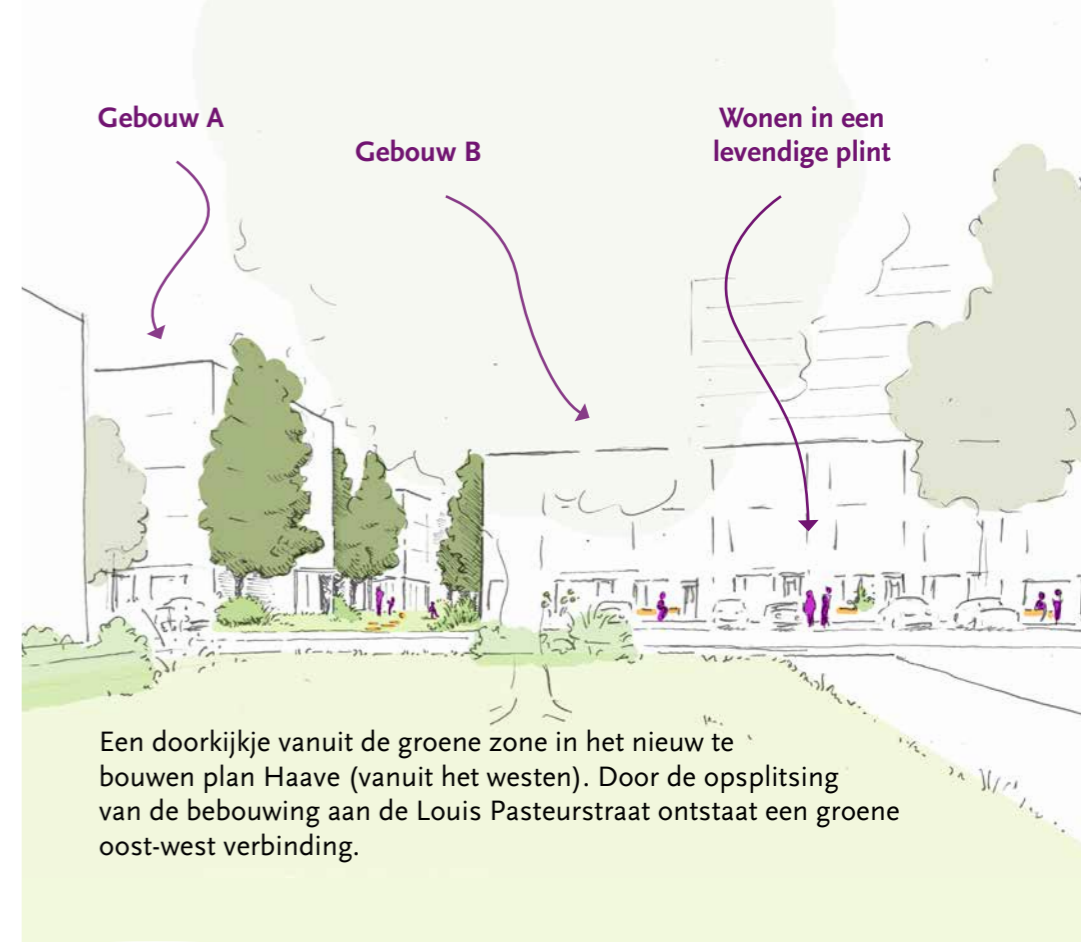 Gebouw A
Gebouw B
Wonen in een
levendige plint
Een doorkijkje vanuit de groene zone in het nieuw te
bouwen plan Haave (vanuit het westen). Door de opsplitsing
van de bebouwing aan de Louis Pasteurstraat ontstaat een groene
oost-west verbinding.